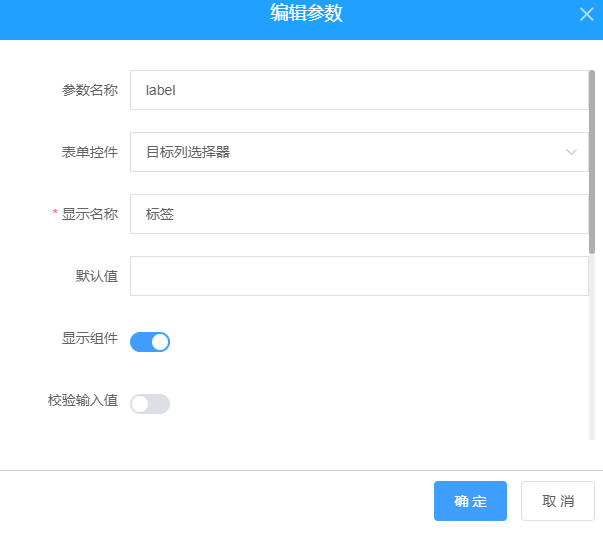 编辑参数
参数名称 label
表单控件 目标列选择器
* 显示名称 标签
默认值
显示组件
校验输入值
确 定 取 消